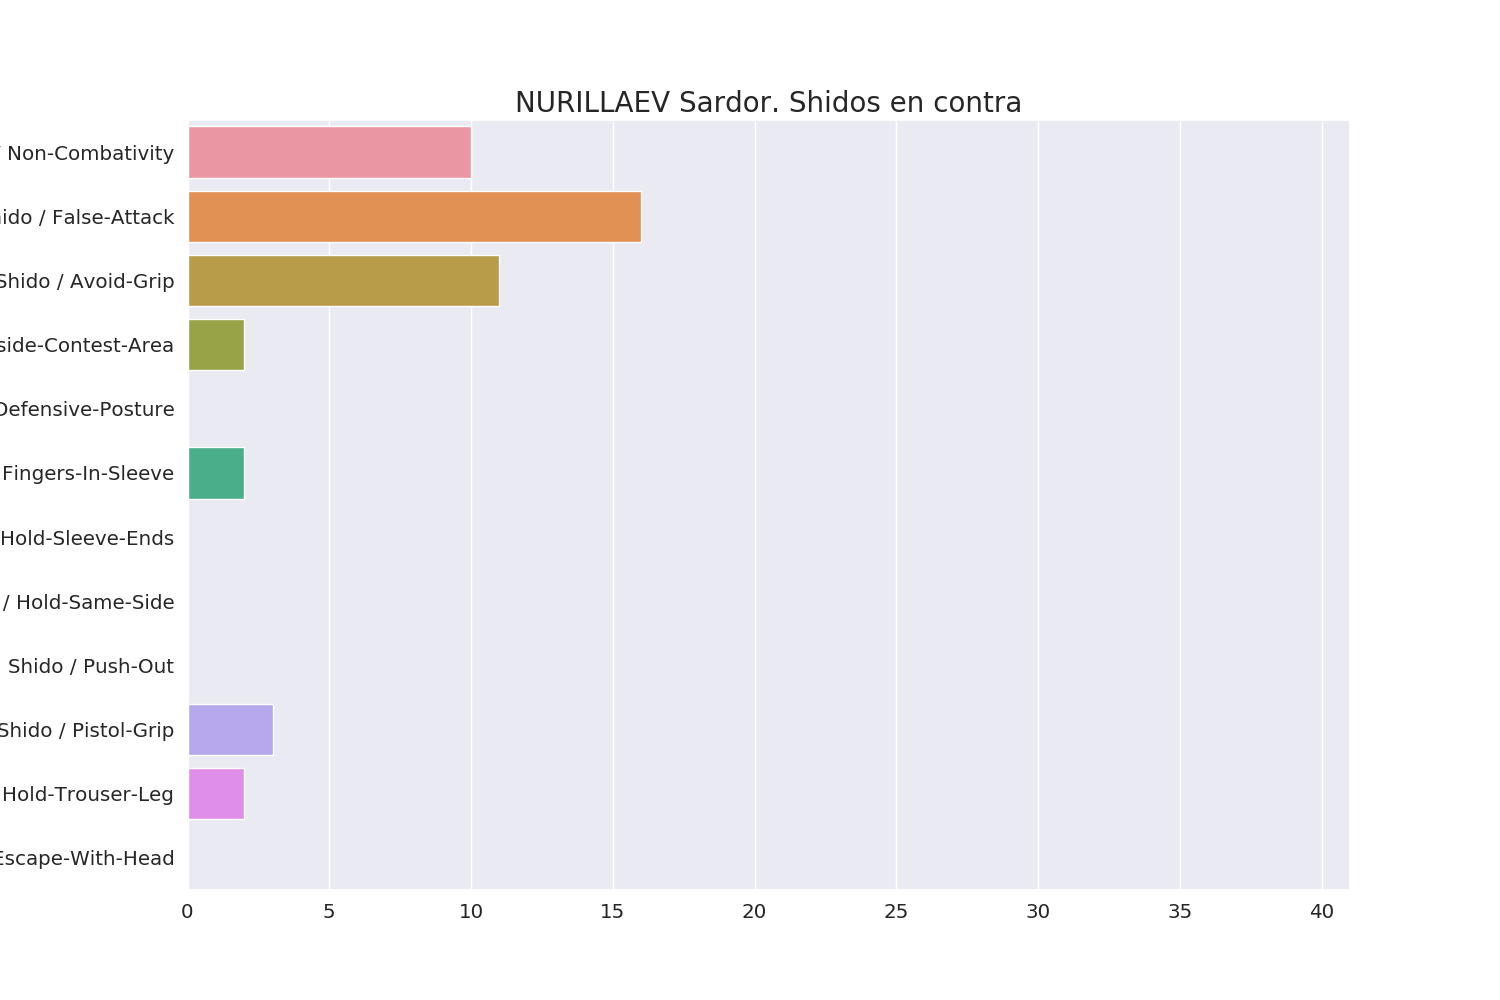 NURILLAEV Sardor. Shidos en contra
/ Non-Combativity
ido / False-Attack
Shido / Avoid-Grip
side-Contest-Area
Defensive-Posture
Fingers-In-Sleeve
Hold-Sleeve-Ends
/ Hold-Same-Side
Shido / Push-Out
Shido / Pistol-Grip
Hold-Trouser-Leg
Escape-With-Head
0 5 10 15 20 25 30 35 40